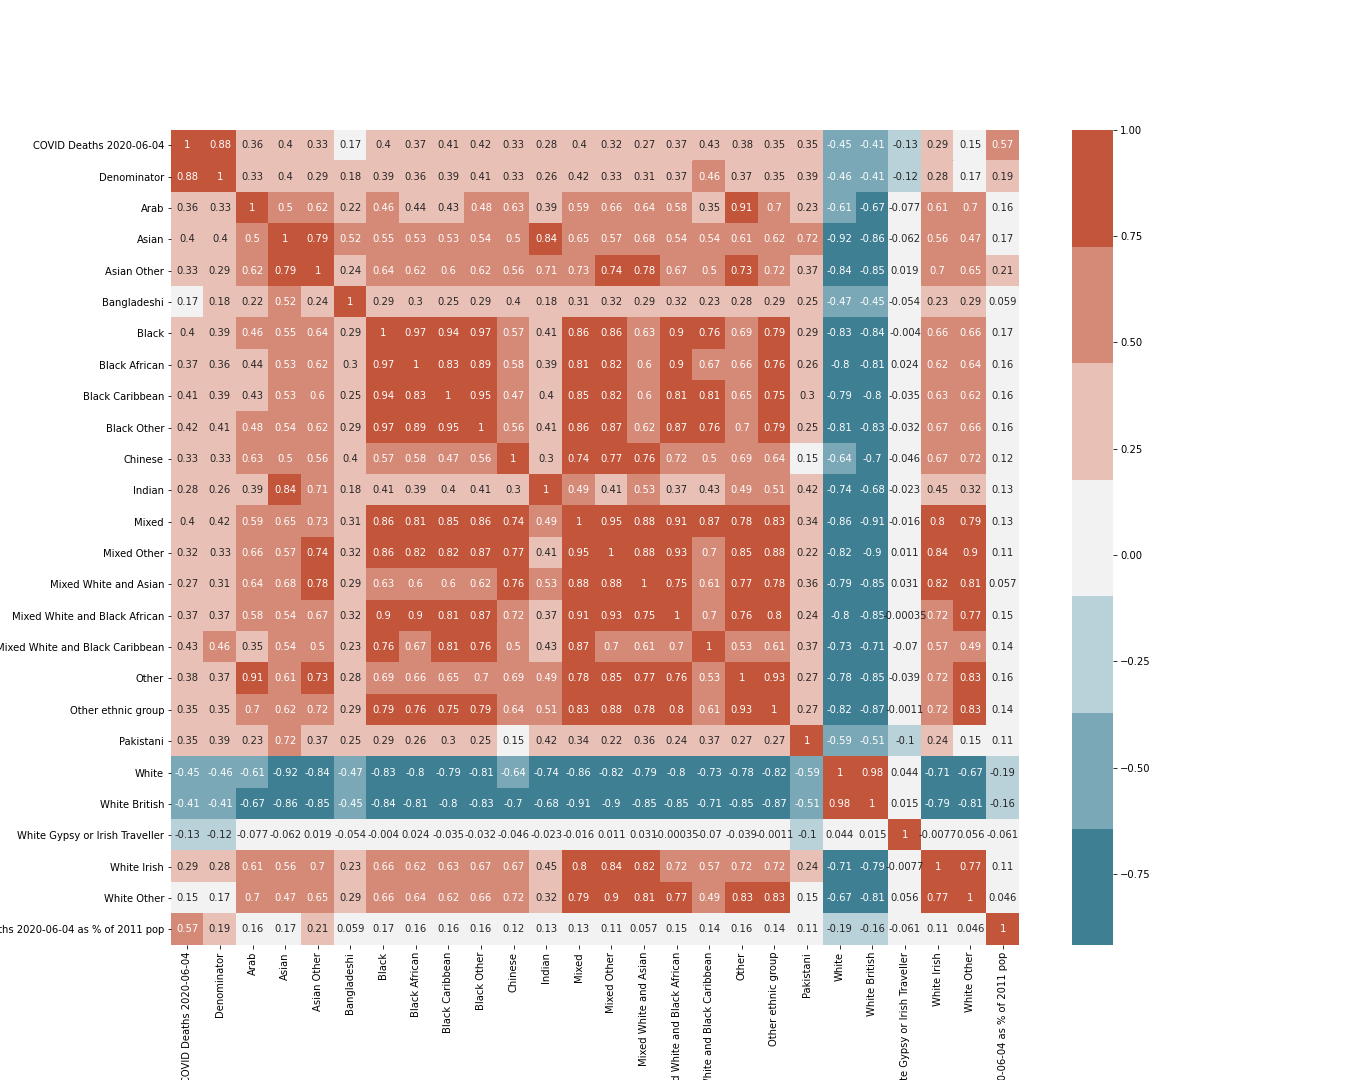 COVID Deaths 2020-06-04 1 0.88 0.36 0.4 0.33 0.17 0.4 0.37 0.41 0.42 0.33 0.28 0.4 0.32 0.27 0.37 0.43 0.38 0.35 0.35 -0.45 -0.41 -0.13 0.29 0.15 0.57
Denominator 0.88 1 0.33 0.4 0.29 0.18 0.39 0.36 0.39 0.41 0.33 0.26 0.42 0.33 0.31 0.37 0.46 0.37 0.35 0.39 -0.46 -0.41 -0.12 0.28 0.17 0.19
Arab 0.36 0.33 1 0.5 0.62 0.22 0.46 0.44 0.43 0.48 0.63 0.39 0.59 0.66 0.64 0.58 0.35 0.91 0.7 0.23 -0.61 -0.67 -0.077 0.61 0.7 0.16
Asian 0.4 0.4 0.5 1 0.79 0.52 0.55 0.53 0.53 0.54 0.5 0.84 0.65 0.57 0.68 0.54 0.54 0.61 0.62 0.72 -0.92 -0.86 -0.062 0.56 0.47 0.17
Asian Other 0.33 0.29 0.62 0.79 1 0.24 0.64 0.62 0.6 0.62 0.56 0.71 0.73 0.74 0.78 0.67 0.5 0.73 0.72 0.37 -0.84 -0.85 0.019 0.7 0.65 0.21
Bangladeshi 0.17 0.18 0.22 0.52 0.24 1 0.29 0.3 0.25 0.29 0.4 0.18 0.31 0.32 0.29 0.32 0.23 0.28 0.29 0.25 -0.47 -0.45 -0.054 0.23 0.29 0.059
Black 0.4 0.39 0.46 0.55 0.64 0.29 1 0.97 0.94 0.97 0.57 0.41 0.86 0.86 0.63 0.9 0.76 0.69 0.79 0.29 -0.83 -0.84 -0.004 0.66 0.66 0.17
Black African 0.37 0.36 0.44 0.53 0.62 0.3 0.97 1 0.83 0.89 0.58 0.39 0.81 0.82 0.6 0.9 0.67 0.66 0.76 0.26 -0.8 -0.81 0.024 0.62 0.64 0.16
Black Caribbean 0.41 0.39 0.43 0.53 0.6 0.25 0.94 0.83 1 0.95 0.47 0.4 0.85 0.82 0.6 0.81 0.81 0.65 0.75 0.3 -0.79 -0.8 -0.035 0.63 0.62 0.16
Black Other 0.42 0.41 0.48 0.54 0.62 0.29 0.97 0.89 0.95 1 0.56 0.41 0.86 0.87 0.62 0.87 0.76 0.7 0.79 0.25 -0.81 -0.83 -0.032 0.67 0.66 0.16
Chinese 0.33 0.33 0.63 0.5 0.56 0.4 0.57 0.58 0.47 0.56 1 0.3 0.74 0.77 0.76 0.72 0.5 0.69 0.64 0.15 -0.64 -0.7 -0.046 0.67 0.72 0.12
Indian 0.28 0.26 0.39 0.84 0.71 0.18 0.41 0.39 0.4 0.41 0.3 1 0.49 0.41 0.53 0.37 0.43 0.49 0.51 0.42 -0.74 -0.68 -0.023 0.45 0.32 0.13
Mixed 0.4 0.42 0.59 0.65 0.73 0.31 0.86 0.81 0.85 0.86 0.74 0.49 1 0.95 0.88 0.91 0.87 0.78 0.83 0.34 -0.86 -0.91 -0.016 0.8 0.79 0.13
Mixed Other 0.32 0.33 0.66 0.57 0.74 0.32 0.86 0.82 0.82 0.87 0.77 0.41 0.95 1 0.88 0.93 0.7 0.85 0.88 0.22 -0.82 -0.9 0.011 0.84 0.9 0.11
Mixed White and Asian 0.27 0.31 0.64 0.68 0.78 0.29 0.63 0.6 0.6 0.62 0.76 0.53 0.88 0.88 1 0.75 0.61 0.77 0.78 0.36 -0.79 -0.85 0.031 0.82 0.81 0.057
Mixed White and Black African 0.37 0.37 0.58 0.54 0.67 0.32 0.9 0.9 0.81 0.87 0.72 0.37 0.91 0.93 0.75 1 0.7 0.76 0.8 0.24 -0.8 -0.85 -0.00035 0.72 0.77 0.15
Mixed White and Black Caribbean 0.43 0.46 0.35 0.54 0.5 0.23 0.76 0.67 0.81 0.76 0.5 0.43 0.87 0.7 0.61 0.7 1 0.53 0.61 0.37 -0.73 -0.71 -0.07 0.57 0.49 0.14
Other 0.38 0.37 0.91 0.61 0.73 0.28 0.69 0.66 0.65 0.7 0.69 0.49 0.78 0.85 0.77 0.76 0.53 1 0.93 0.27 -0.78 -0.85 -0.039 0.72 0.83 0.16
Other ethnic group 0.35 0.35 0.7 0.62 0.72 0.29 0.79 0.76 0.75 0.79 0.64 0.51 0.83 0.88 0.78 0.8 0.61 0.93 1 0.27 -0.82 -0.87 -0.0011 0.72 0.83 0.14
Pakistani 0.35 0.39 0.23 0.72 0.37 0.25 0.29 0.26 0.3 0.25 0.15 0.42 0.34 0.22 0.36 0.24 0.37 0.27 0.27 1 -0.59 -0.51 -0.1 0.24 0.15 0.11
White -0.45 -0.46 -0.61 -0.92 -0.84 -0.47 -0.83 -0.8 -0.79 -0.81 -0.64 -0.74 -0.86 -0.82 -0.79 -0.8 -0.73 -0.78 -0.82 -0.59 1 0.98 0.044 -0.71 -0.67 -0.19
White British -0.41 -0.41 -0.67 -0.86 -0.85 -0.45 -0.84 -0.81 -0.8 -0.83 -0.7 -0.68 -0.91 -0.9 -0.85 -0.85 -0.71 -0.85 -0.87 -0.51 0.98 1 0.015 -0.79 -0.81 -0.16
White Gypsy or Irish Traveller -0.13 -0.12 -0.077 -0.062 0.019 -0.054 -0.004 0.024 -0.035 -0.032 -0.046 -0.023 -0.016 0.011 0.031 -0.00035 -0.07 -0.039 -0.0011 -0.1 0.044 0.015 1 -0.0077 0.056 -0.061
White Irish 0.29 0.28 0.61 0.56 0.7 0.23 0.66 0.62 0.63 0.67 0.67 0.45 0.8 0.84 0.82 0.72 0.57 0.72 0.72 0.24 -0.71 -0.79 -0.0077 1 0.77 0.11
White Other 0.15 0.17 0.7 0.47 0.65 0.29 0.66 0.64 0.62 0.66 0.72 0.32 0.79 0.9 0.81 0.77 0.49 0.83 0.83 0.15 -0.67 -0.81 0.056 0.77 1 0.046
ths 2020-06-04 as % of 2011 pop 0.57 0.19 0.16 0.17 0.21 0.059 0.17 0.16 0.16 0.16 0.12 0.13 0.13 0.11 0.057 0.15 0.14 0.16 0.14 0.11 -0.19 -0.16 -0.061 0.11 0.046 1
COVID Deaths 2020-06-04
Denominator
Arab
Asian
Asian Other
Bangladeshi
Black
Black African
Black Caribbean
Black Other
Chinese
Indian
Mixed
Mixed Other
Mixed White and Asian
d White and Black African
White and Black Caribbean
Other
Other ethnic group
Pakistani
White
White British
te Gypsy or Irish Traveller
White Irish
White Other
0-06-04 as % of 2011 pop
1.00
0.75
0.50
0.25
0.00
−0.25
−0.50
−0.75